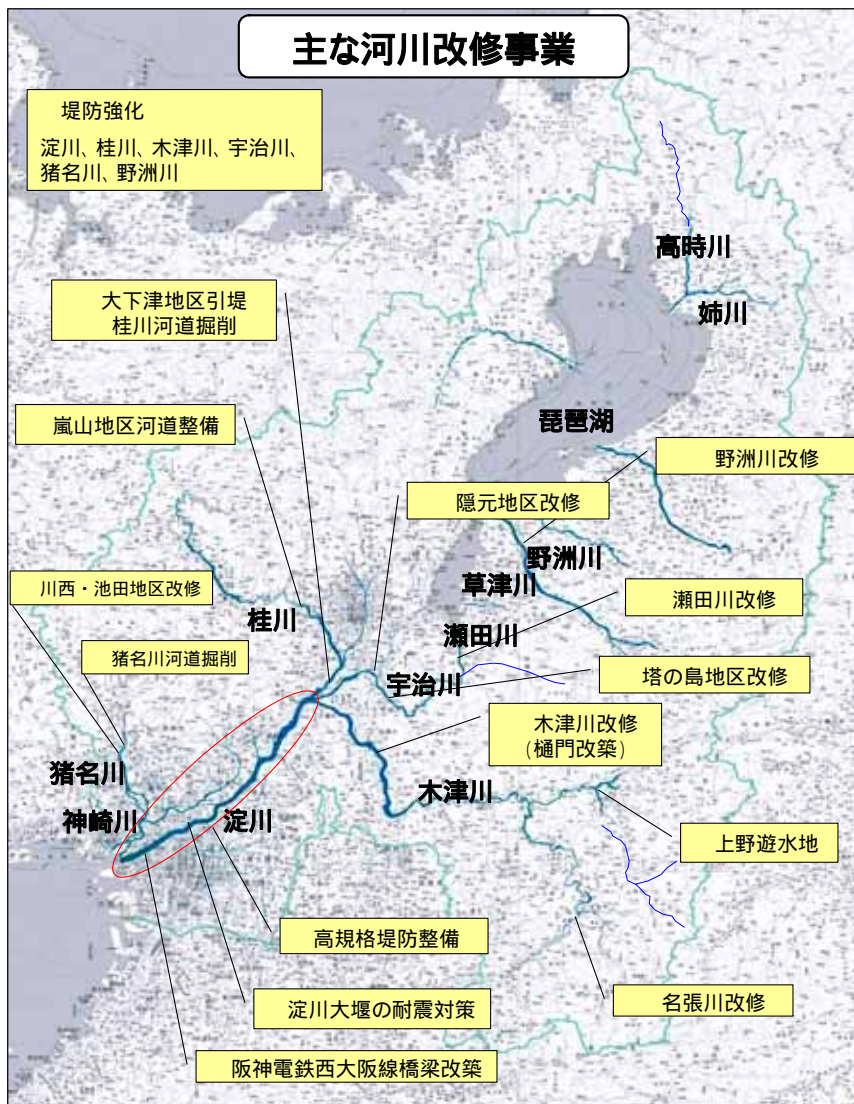 主な河川改修事業
堤防強化
淀川、桂川、木津川、宇治川、
猪名川、野洲川
高時川
姉川
大下津地区引堤
桂川河道掘削
琵琶湖
嵐山地区河道整備
野洲川改修
隠元地区改修
野洲川
草津川
川西・池田地区改修
瀬田川改修
桂川
瀬田川
猪名川河道掘削
宇治川
塔の島地区改修
木津川改修
(樋門改築)
猪名川
木津川
神崎川
淀川
上野遊水地
高規格堤防整備
名張川改修
淀川大堰の耐震対策
阪神電鉄西大阪線橋梁改築